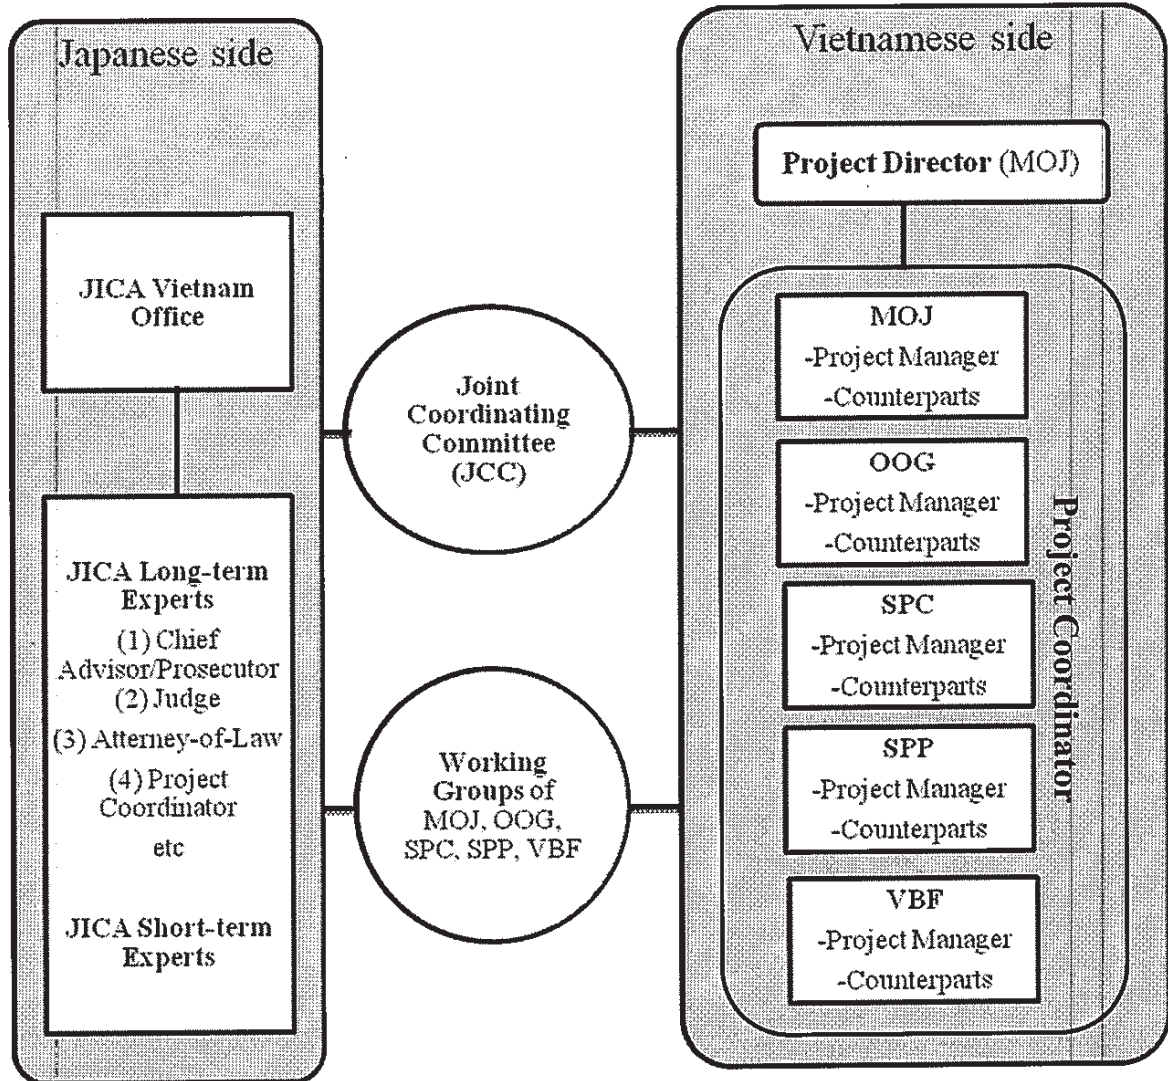 Japanese side
JICA Vietnam
Office
JICA Long-term
Experts
(1) Chief
Advisor/Prosecutor
(2) Judge
(3) Atterney-of-Law
(4) Project
Coordinator
etc
JICA Short-term
Experts
Joint
Coordinating
Committee
(JCC)
Working
Groups of
MOJ, OOG,
SPC, SPP, VBF
Vietnamese side
Project Director (MOJ)
MOJ
-Project Manager
-Counterparts
OOG
-Project Manager
-Counterparts
SPC
-Project Manager
-Counterparts
SPP
-Project Manager
-Counterparts
VBF
-Project Manager
-Counterparts
Project Coordinator